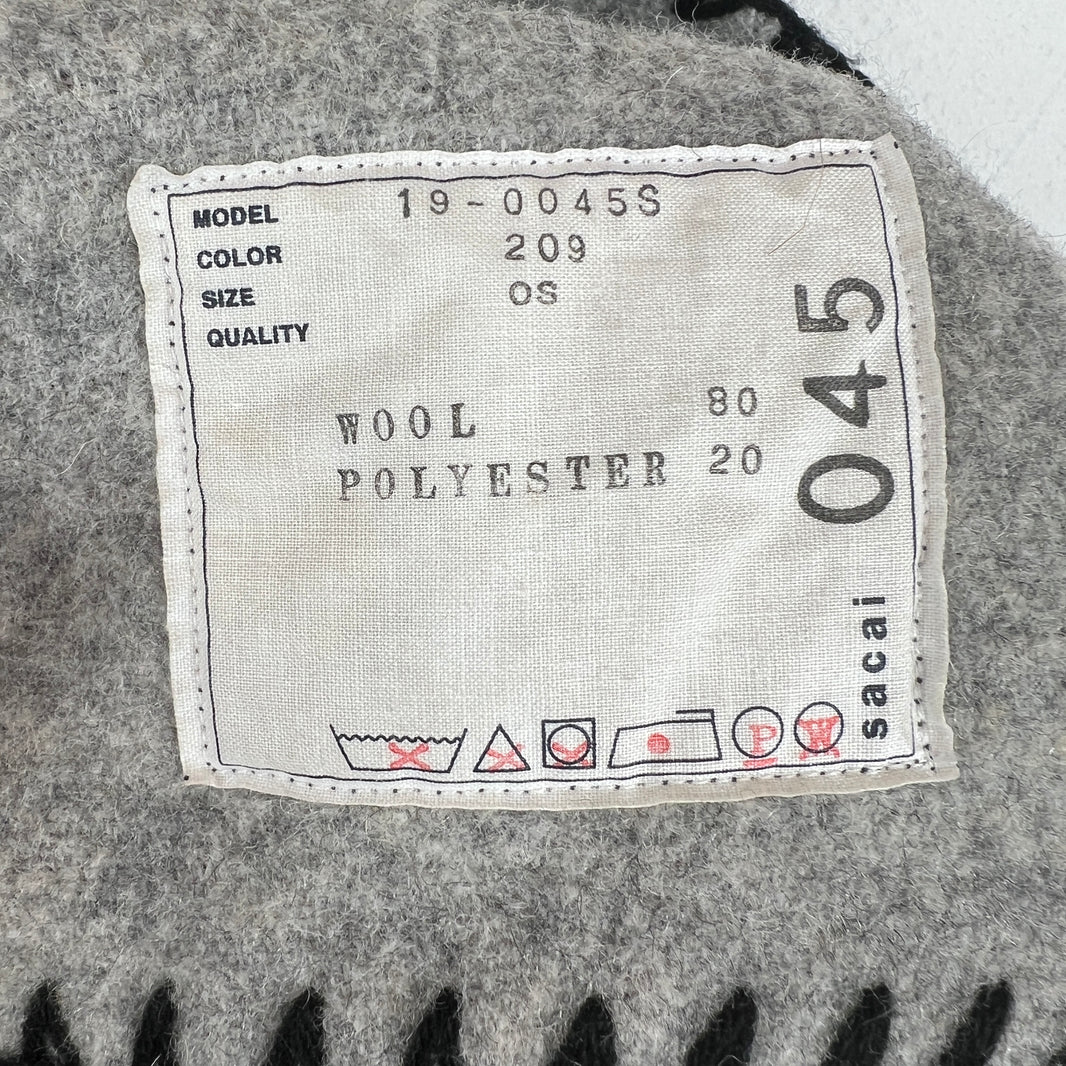 MODEL 19-0045S
COLOR 209
SIZE OS
QUALITY
WOOL 80
POLYESTER 20
045
sacai
P W